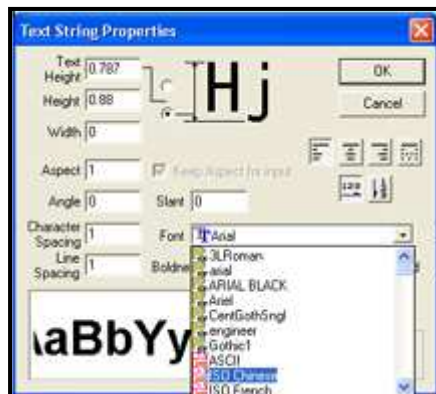 Text String Properties
Text Height 0.787
Height 0.88
Width 0
Aspect 1
Keep Aspect for input
Angle 0
Slant 0
Character Spacing 1
Font Arial
Line Spacing 1
OK
Cancel
Hj
3LRoman
arial
ARIAL BLACK
Ariel
CentGothSngl
engineer
Gothic1
ASCII
ISO Chinese
ISO French
aBbYy